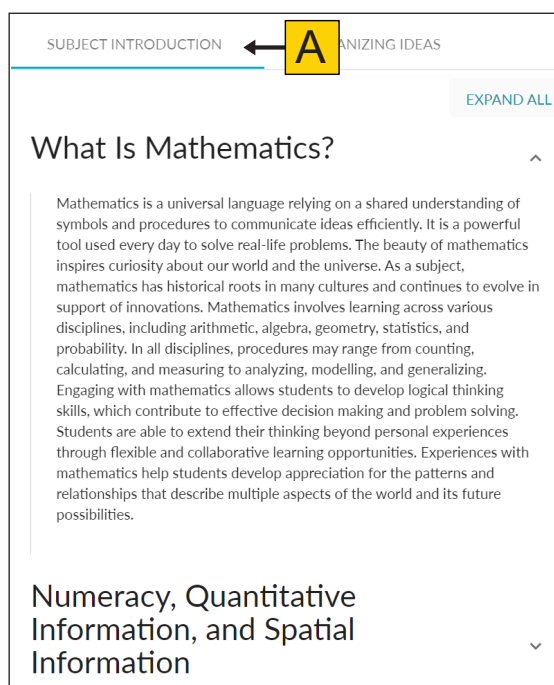 SUBJECT INTRODUCTION
A
ANIZING IDEAS
EXPAND ALL
What Is Mathematics?
Mathematics is a universal language relying on a shared understanding of
symbols and procedures to communicate ideas efficiently. It is a powerful
tool used every day to solve real-life problems. The beauty of mathematics
inspires curiosity about our world and the universe. As a subject,
mathematics has historical roots in many cultures and continues to evolve in
support of innovations. Mathematics involves learning across various
disciplines, including arithmetic, algebra, geometry, statistics, and
probability. In all disciplines, procedures may range from counting,
calculating, and measuring to analyzing, modelling, and generalizing.
Engaging with mathematics allows students to develop logical thinking
skills, which contribute to effective decision making and problem solving.
Students are able to extend their thinking beyond personal experiences
through flexible and collaborative learning opportunities. Experiences with
mathematics help students develop appreciation for the patterns and
relationships that describe multiple aspects of the world and its future
possibilities.
Numeracy, Quantitative
Information, and Spatial
Information